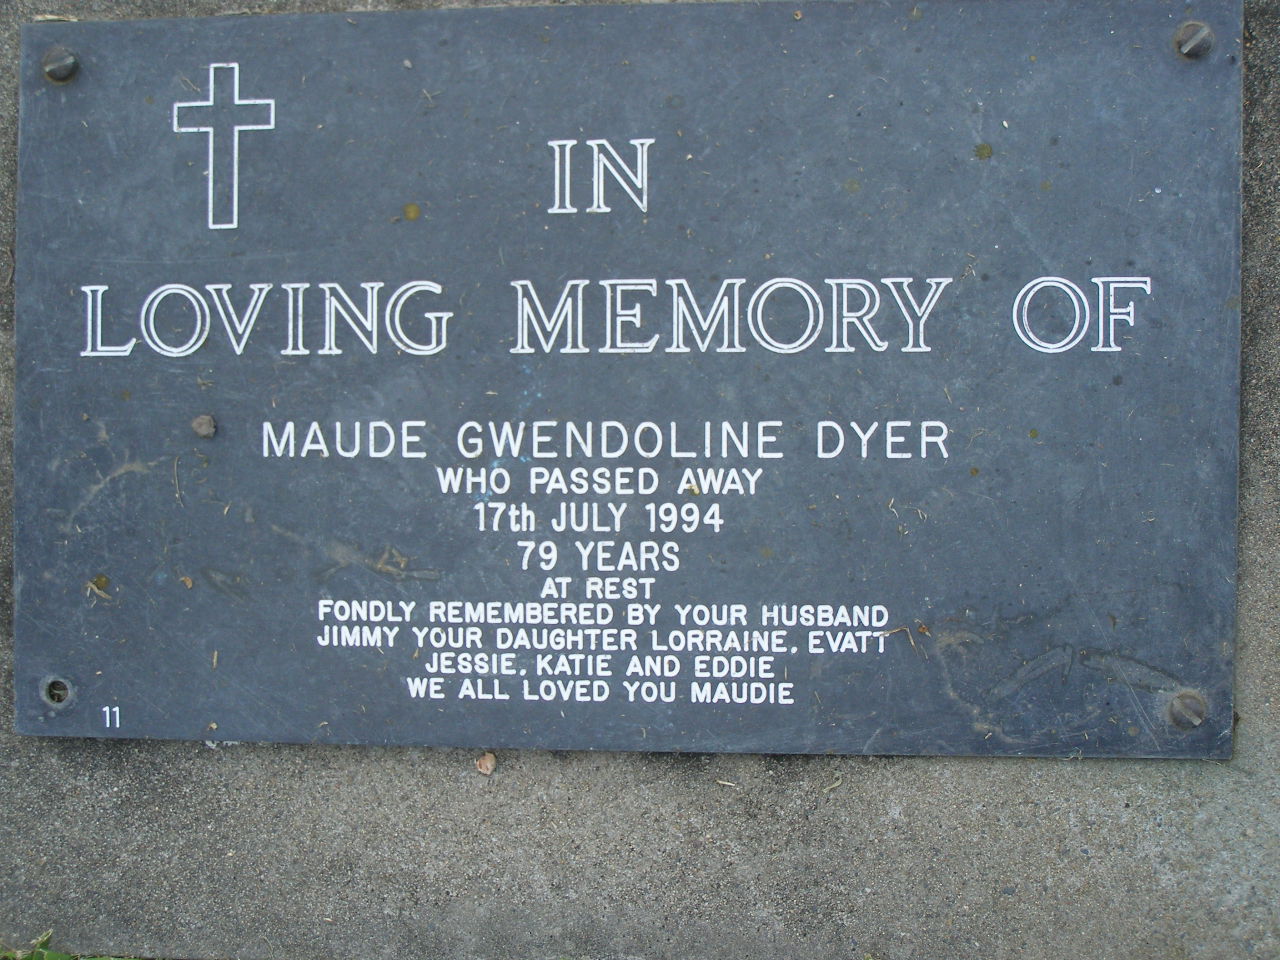 IN
LOVING MEMORY OF
MAUDE GWENDOLINE DYER
WHO PASSED AWAY
17th JULY 1994
79 YEARS
AT REST
FONDLY REMEMBERED BY YOUR HUSBAND
JIMMY YOUR DAUGHTER LORRAINE, EVATT
JESSIE, KATIE AND EDDIE
WE ALL LOVED YOU MAUDIE
11